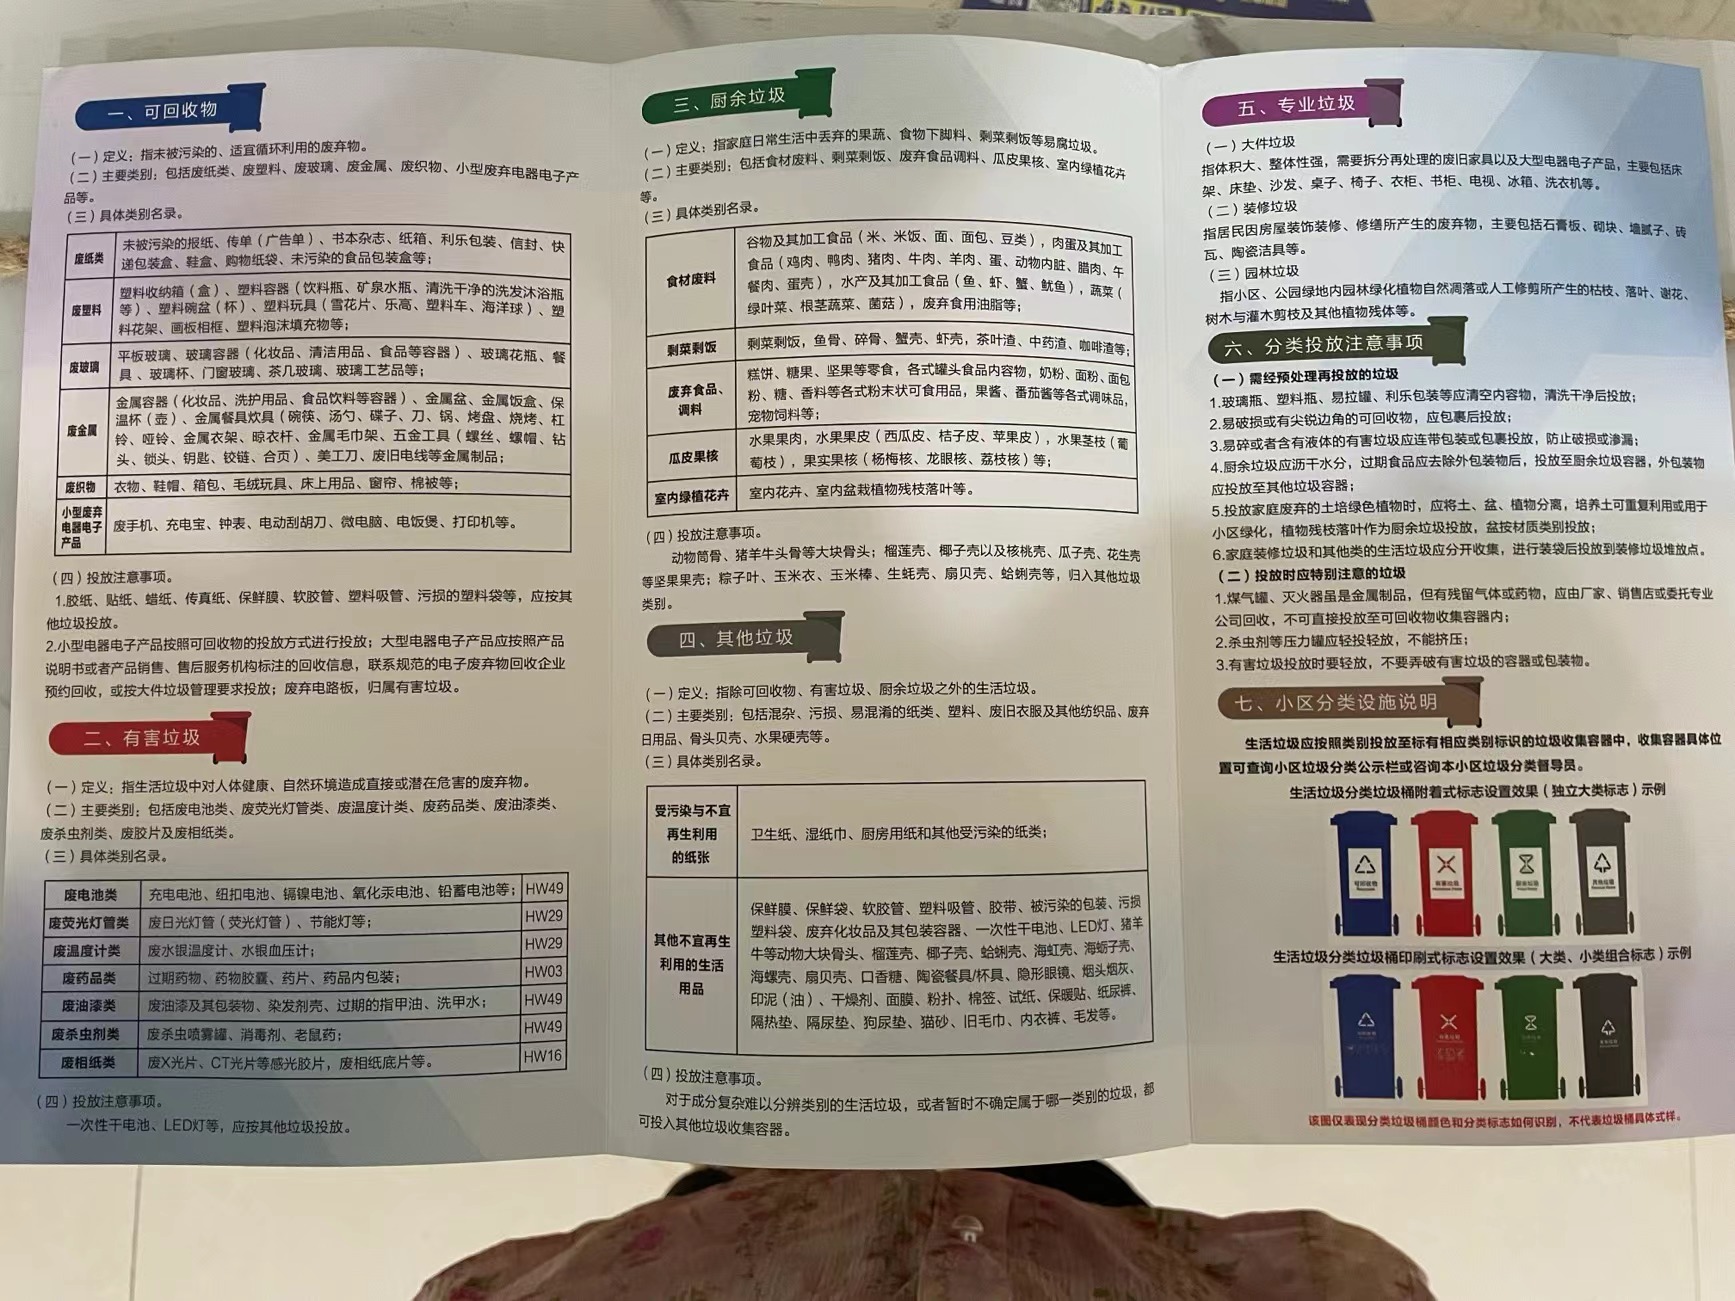 一、可回收物
（一）定义：指未被污染的、适宜循环利用的废弃物。
（二）主要类别：包括废纸类、废塑料、废玻璃、废金属、废织物、小型废弃电器电子产
品等。
（三）具体类别名录。
废纸类
未被污染的报纸、传单（广告单）、书本杂志、纸箱、利乐包装、信封、快
递包装盒、鞋盒、购物纸袋、未污染的食品包装盒等；
废塑料
塑料收纳箱（盒）、塑料容器（饮料瓶、矿泉水瓶、清洗干净的洗发沐浴瓶
等）、塑料碗盆（杯）、塑料玩具（雪花片、乐高、塑料车、海洋球）、塑
料花架、画板相框、塑料泡沫填充物等；
废玻璃
平板玻璃、玻璃容器（化妆品、清洁用品、食品等容器）、玻璃花瓶、餐
具、玻璃杯、门窗玻璃、茶几玻璃、玻璃工艺品等；
废金属
金属容器（化妆品、洗护用品、食品饮料等容器）、金属盆、金属饭盒、保
温杯（壶）、金属餐具炊具（碗筷、汤勺、碟子、刀、锅、烤盘、烧烤、杠
铃、哑铃、金属衣架、晾衣杆、金属毛巾架、五金工具（螺丝、螺帽、钻
头、锁头、钥匙、铰链、合页）、美工刀、废旧电线等金属制品；
废织物
衣物、鞋帽、箱包、毛绒玩具、床上用品、窗帘、棉被等；
小型废弃
电器电子
产品
废手机、充电宝、钟表、电动刮胡刀、微电脑、电饭煲、打印机等。
（四）投放注意事项。
1.胶纸、贴纸、蜡纸、传真纸、保鲜膜、软胶管、塑料吸管、污损的塑料袋等，应按其
他垃圾投放。
2.小型电器电子产品按照可回收物的投放方式进行投放；大型电器电子产品应按照产品
说明书或者产品销售、售后服务机构标注的回收信息，联系规范的电子废弃物回收企业
预约回收，或按大件垃圾管理要求投放；废弃电路板，归属有害垃圾。
二、有害垃圾
（一）定义：指生活垃圾中对人体健康、自然环境造成直接或潜在危害的废弃物。
（二）主要类别：包括废电池类、废荧光灯管类、废温度计类、废药品类、废油漆类、
废杀虫剂类、废胶片及废相纸类。
（三）具体类别名录。
废电池类 充电电池、纽扣电池、镉镍电池、氧化汞电池、铅蓄电池等； HW49
废荧光灯管类 废日光灯管（荧光灯管）、节能灯等； HW29
废温度计类 废水银温度计、水银血压计； HW29
废药品类 过期药物、药物胶囊、药片、药品内包装； HW03
废油漆类 废油漆及其包装物、染发剂壳、过期的指甲油、洗甲水； HW49
废杀虫剂类 废杀虫喷雾罐、消毒剂、老鼠药； HW49
废相纸类 废X光片、CT光片等感光胶片，废相纸底片等。 HW16
（四）投放注意事项。
一次性干电池、LED灯等，应按其他垃圾投放。
三、厨余垃圾
（一）定义：指家庭日常生活中丢弃的果蔬、食物下脚料、剩菜剩饭等易腐垃圾。
（二）主要类别：包括食材废料、剩菜剩饭、废弃食品调料、瓜皮果核、室内绿植花卉
等。
（三）具体类别名录。
食材废料
谷物及其加工食品（米、米饭、面、面包、豆类），肉蛋及其加工
食品（鸡肉、鸭肉、猪肉、牛肉、羊肉、蛋、动物内脏、腊肉、午
餐肉、蛋壳），水产及其加工食品（鱼、虾、蟹、鱿鱼），蔬菜（
绿叶菜、根茎蔬菜、菌菇），废弃食用油脂等；
剩菜剩饭
剩菜剩饭，鱼骨、碎骨、蟹壳、虾壳，茶叶渣、中药渣、咖啡渣等；
废弃食品、
调料
糕饼、糖果、坚果等零食，各式罐头食品内容物，奶粉、面粉、面包
粉、糖、香料等各式粉末状可食用品，果酱、番茄酱等各式调味品，
宠物饲料等；
瓜皮果核
水果果肉，水果果皮（西瓜皮、桔子皮、苹果皮），水果茎枝（葡
萄枝），果实果核（杨梅核、龙眼核、荔枝核）等；
室内绿植花卉 室内花卉、室内盆栽植物残枝落叶等。
（四）投放注意事项。
动物筒骨、猪羊牛头骨等大块骨头；榴莲壳、椰子壳以及核桃壳、瓜子壳、花生壳
等坚果果壳；粽子叶、玉米衣、玉米棒、生蚝壳、扇贝壳、蛤蜊壳等，归入其他垃圾
类别。
四、其他垃圾
（一）定义：指除可回收物、有害垃圾、厨余垃圾之外的生活垃圾。
（二）主要类别：包括混杂、污损、易混淆的纸类、塑料、废旧衣服及其他纺织品、废弃
日用品、骨头贝壳、水果硬壳等。
（三）具体类别名录。
受污染与不宜
再生利用
的纸张
卫生纸、湿纸巾、厨房用纸和其他受污染的纸类；
其他不宜再生
利用的生活
用品
保鲜膜、保鲜袋、软胶管、塑料吸管、胶带、被污染的包装、污损
塑料袋、废弃化妆品及其包装容器、一次性干电池、LED灯、猪羊
牛等动物大块骨头、榴莲壳、椰子壳、蛤蜊壳、海虹壳、海蛎子壳、
海螺壳、扇贝壳、口香糖、陶瓷餐具/杯具、隐形眼镜、烟头烟灰、
印泥（油）、干燥剂、面膜、粉扑、棉签、试纸、保暖贴、纸尿裤、
隔热垫、隔尿垫、狗尿垫、猫砂、旧毛巾、内衣裤、毛发等。
（四）投放注意事项。
对于成分复杂难以分辨类别的生活垃圾，或者暂时不确定属于哪一类别的垃圾，都
可投入其他垃圾收集容器。
五、专业垃圾
（一）大件垃圾
指体积大、整体性强，需要拆分再处理的废旧家具以及大型电器电子产品，主要包括床
架、床垫、沙发、桌子、椅子、衣柜、书柜、电视、冰箱、洗衣机等。
（二）装修垃圾
指居民因房屋装饰装修、修缮所产生的废弃物，主要包括石膏板、砌块、墙腻子、砖
瓦、陶瓷洁具等。
（三）园林垃圾
指小区、公园绿地内园林绿化植物自然凋落或人工修剪所产生的枯枝、落叶、谢花、
树木与灌木剪枝及其他植物残体等。
六、分类投放注意事项
（一）需经预处理再投放的垃圾
1.玻璃瓶、塑料瓶、易拉罐、利乐包装等应清空内容物，清洗干净后投放；
2.易破损或有尖锐边角的可回收物，应包裹后投放；
3.易碎或者含有液体的有害垃圾应连带包装或包裹投放，防止破损或渗漏；
4.厨余垃圾应沥干水分，过期食品应去除外包装物后，投放至厨余垃圾容器，外包装物
应投放至其他垃圾容器；
5.投放家庭废弃的土培绿色植物时，应将土、盆、植物分离，培养土可重复利用或用于
小区绿化，植物残枝落叶作为厨余垃圾投放，盆按材质类别投放；
6.家庭装修垃圾和其他类的生活垃圾应分开收集，进行装袋后投放到装修垃圾堆放点。
（二）投放时应特别注意的垃圾
1.煤气罐、灭火器虽是金属制品，但有残留气体或药物，应由厂家、销售店或委托专业
公司回收，不可直接投放至可回收物收集容器内；
2.杀虫剂等压力罐应轻投轻放，不能挤压；
3.有害垃圾投放时要轻放，不要弄破有害垃圾的容器或包装物。
七、小区分类设施说明
生活垃圾应按照类别投放至标有相应类别标识的垃圾收集容器中，收集容器具体位
置可查询小区垃圾分类公示栏或咨询本小区垃圾分类督导员。
生活垃圾分类垃圾桶附着式标志设置效果（独立大类标志）示例
可回收物 有害垃圾 厨余垃圾 其他垃圾
生活垃圾分类垃圾桶印刷式标志设置效果（大类、小类组合标志）示例
该图仅表现分类垃圾桶颜色和分类标志如何识别，不代表垃圾桶具体式样。